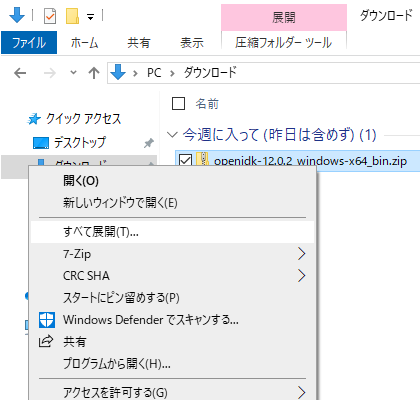 展開
ダウンロード
ファイル
ホーム
共有
表示
圧縮フォルダー ツール
PC
ダウンロード
クイック アクセス
名前
デスクトップ
今週に入って (昨日は含めず) (1)
ダウンロード
openjdk-12.0.2_windows-x64_bin.zip
開く(O)
新しいウィンドウで開く(E)
すべて展開(T)...
7-Zip
CRC SHA
スタートにピン留めする(P)
Windows Defender でスキャンする...
共有
プログラムから開く(H)...
アクセスを許可する(G)